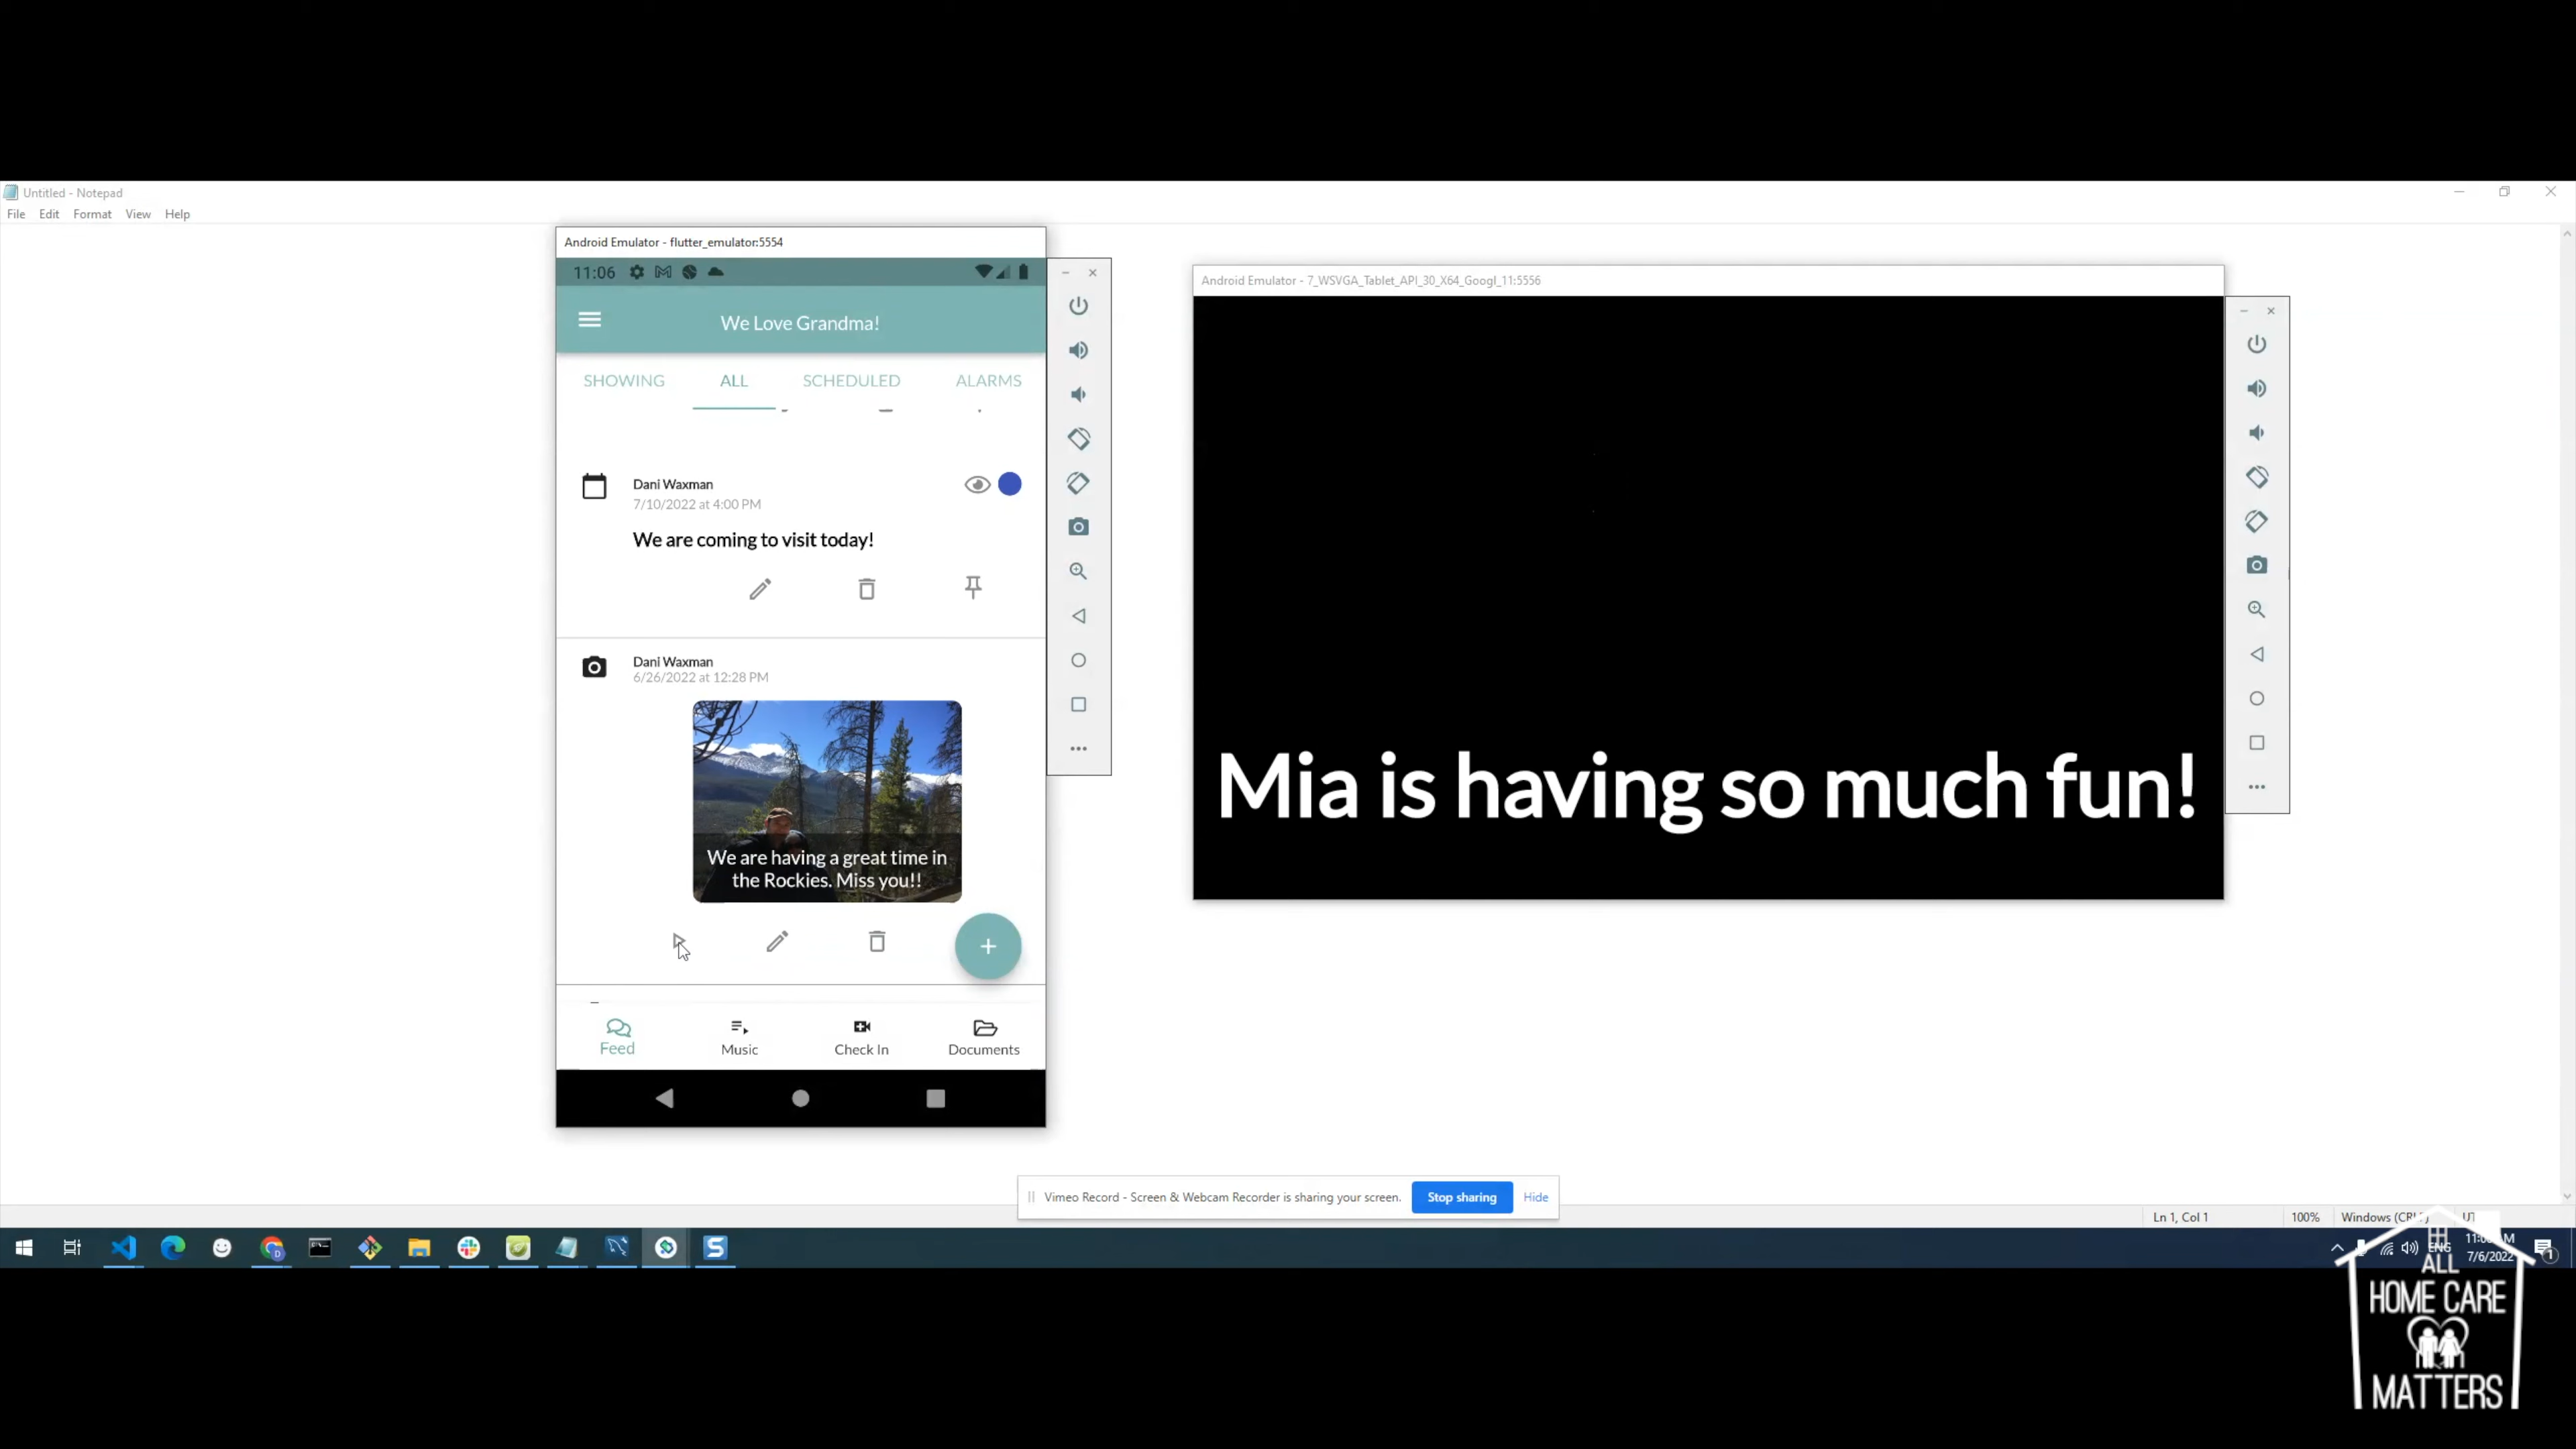 Untitled - Notepad
File Edit Format View Help
Android Emulator - flutter_emulator:5554
11:06
We Love Grandma!
SHOWING ALL SCHEDULED ALARMS
Dani Waxman
7/10/2022 at 4:00 PM
We are coming to visit today!
Dani Waxman
6/26/2022 at 12:28 PM
We are having a great time in
the Rockies. Miss you!!
Feed Music Check In Documents
Android Emulator - 7_WSVGA_Tablet_API_30_X64_Googl_11:5556
Mia is having so much fun!
Vimeo Record - Screen & Webcam Recorder is sharing your screen. Stop sharing Hide
Ln 1, Col 1 100% Windows
ENG
7/6/2022
ALL
HOME CARE
MATTERS